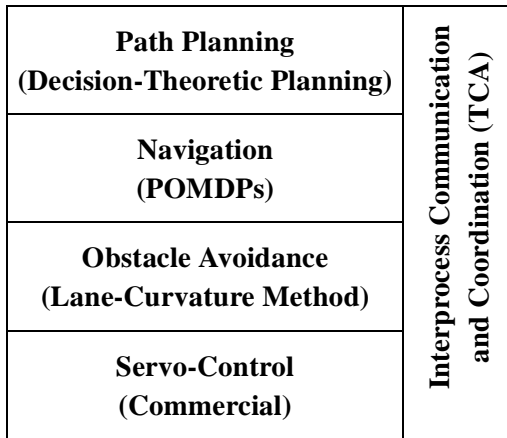 Path Planning
(Decision-Theoretic Planning)
Navigation
(POMDPs)
Obstacle Avoidance
(Lane-Curvature Method)
Servo-Control
(Commercial)
Interprocess Communication
and Coordination (TCA)